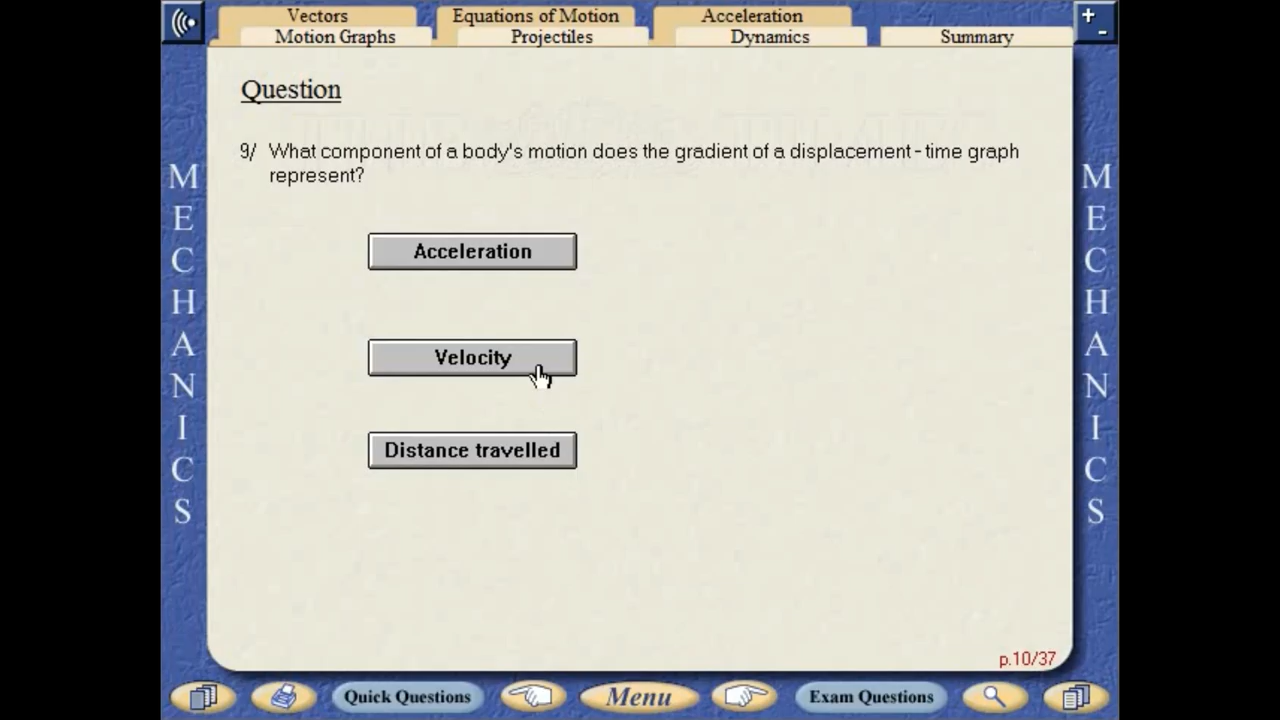 Vectors
Equations of Motion
Acceleration
Motion Graphs
Projectiles
Dynamics
Summary
+
-
Question
9/ What component of a body's motion does the gradient of a displacement - time graph
represent?
Acceleration
Velocity
Distance travelled
MECHANICS
MECHANICS
p.10/37
Quick Questions
Menu
Exam Questions